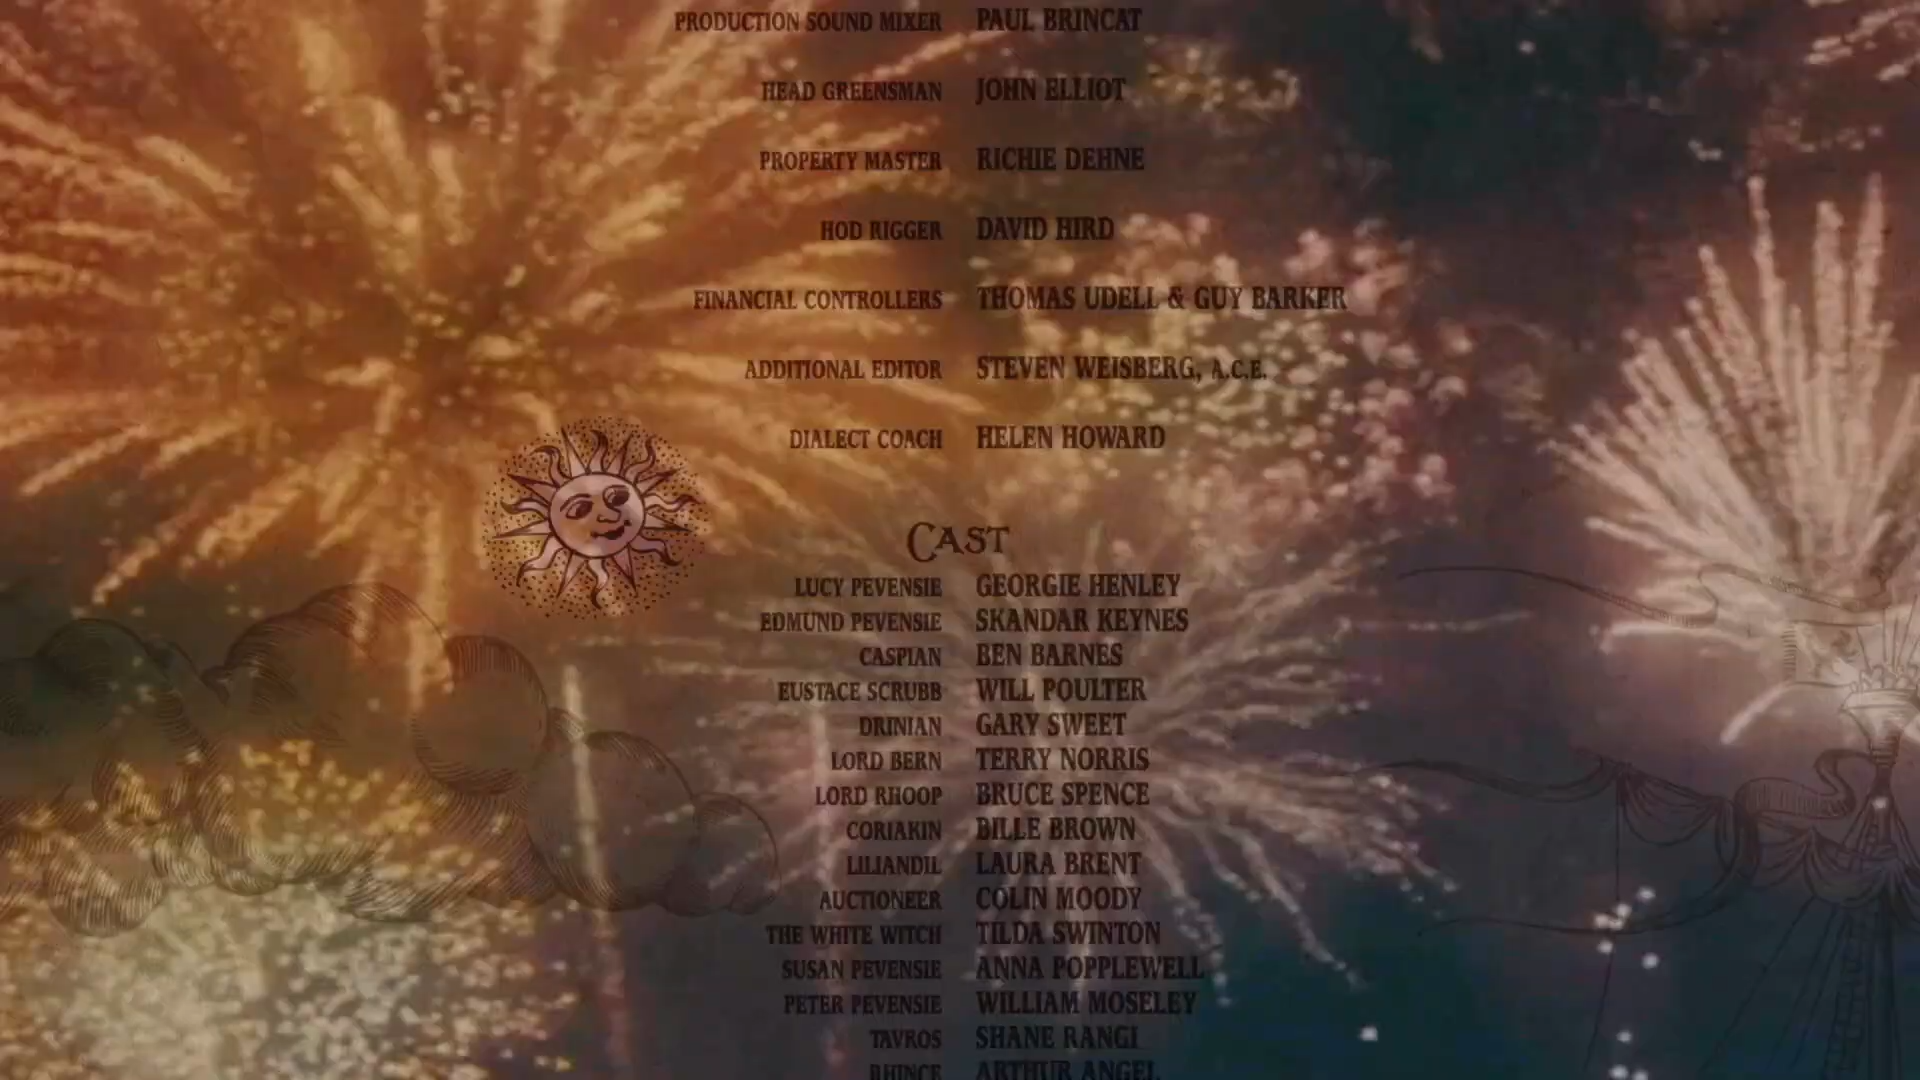 PRODUCTION SOUND MIXER PAUL BRINCAT
HEAD GREENSMAN JOHN ELLIOT
PROPERTY MASTER RICHIE DEHNE
HOD RIGGER DAVID HIRD
FINANCIAL CONTROLLERS THOMAS UDELL & GUY BARKER
ADDITIONAL EDITOR STEVEN WEISBERG, A.C.E.
DIALECT COACH HELEN HOWARD
CAST
LUCY PEVENSIE GEORGIE HENLEY
EDMUND PEVENSIE SKANDAR KEYNES
CASPIAN BEN BARNES
EUSTACE SCRUBB WILL POULTER
DRINIAN GARY SWEET
LORD BERN TERRY NORRIS
LORD RHOOP BRUCE SPENCE
CORIAKIN BILLE BROWN
LILIANDIL LAURA BRENT
AUCTIONEER COLIN MOODY
THE WHITE WITCH TILDA SWINTON
SUSAN PEVENSIE ANNA POPPLEWELL
PETER PEVENSIE WILLIAM MOSELEY
TAVROS SHANE RANGI
RHINCE ARTHUR ANGEL